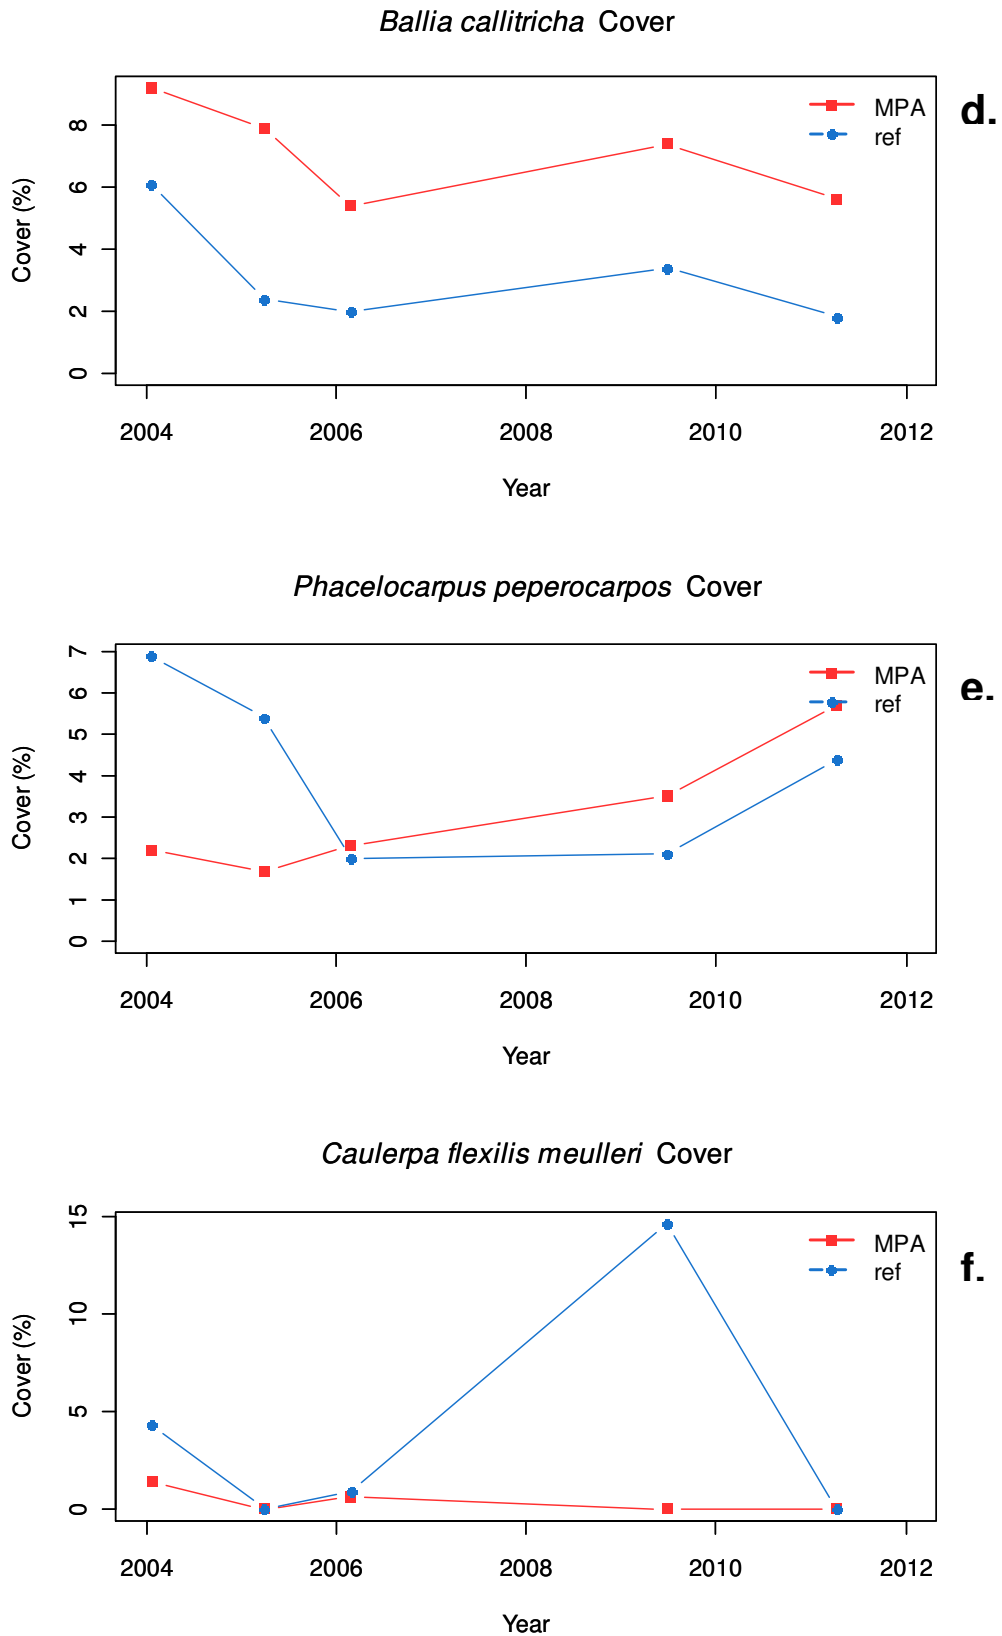 Ballia callitricha Cover
d.
MPA
ref
Cover (%)
8
6
4
2
0
2004 2006 2008 2010 2012
Year
Phacelocarpus peperocarpos Cover
e.
MPA
ref
Cover (%)
7
6
5
4
3
2
1
0
2004 2006 2008 2010 2012
Year
Caulerpa flexilis meulleri Cover
f.
MPA
ref
Cover (%)
15
10
5
0
2004 2006 2008 2010 2012
Year